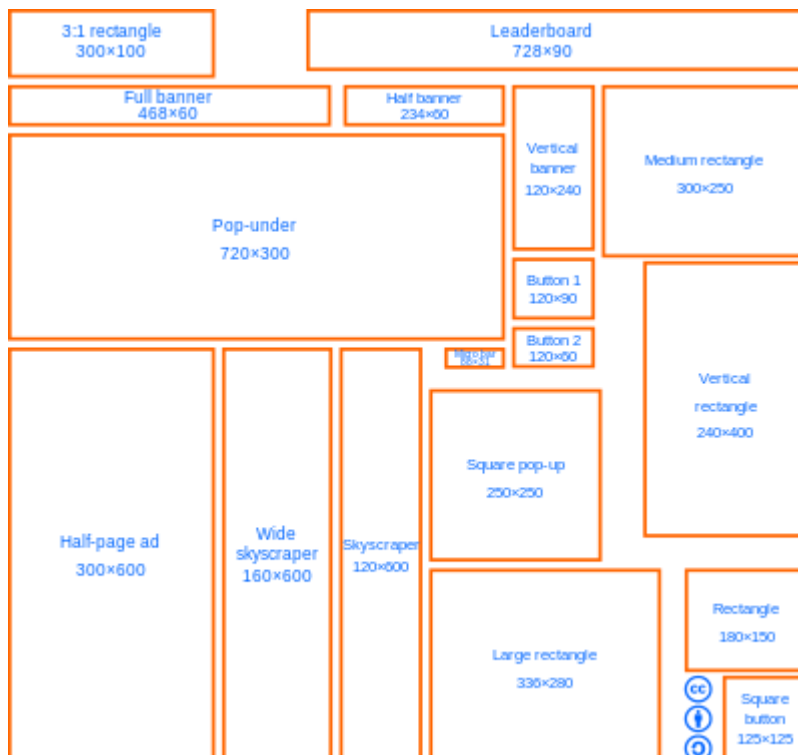 3:1 rectangle
300×100
Leaderboard
728×90
Full banner
468×60
Half banner
234×60
Vertical
banner
120×240
Medium rectangle
300×250
Pop-under
720×300
Button 1
120×90
Button 2
120×60
Vertical
rectangle
240×400
Square pop-up
250×250
Half-page ad
300×600
Wide
skyscraper
160×600
Skyscraper
120×600
Large rectangle
336×280
Rectangle
180×150
cc
Square
button
125×125